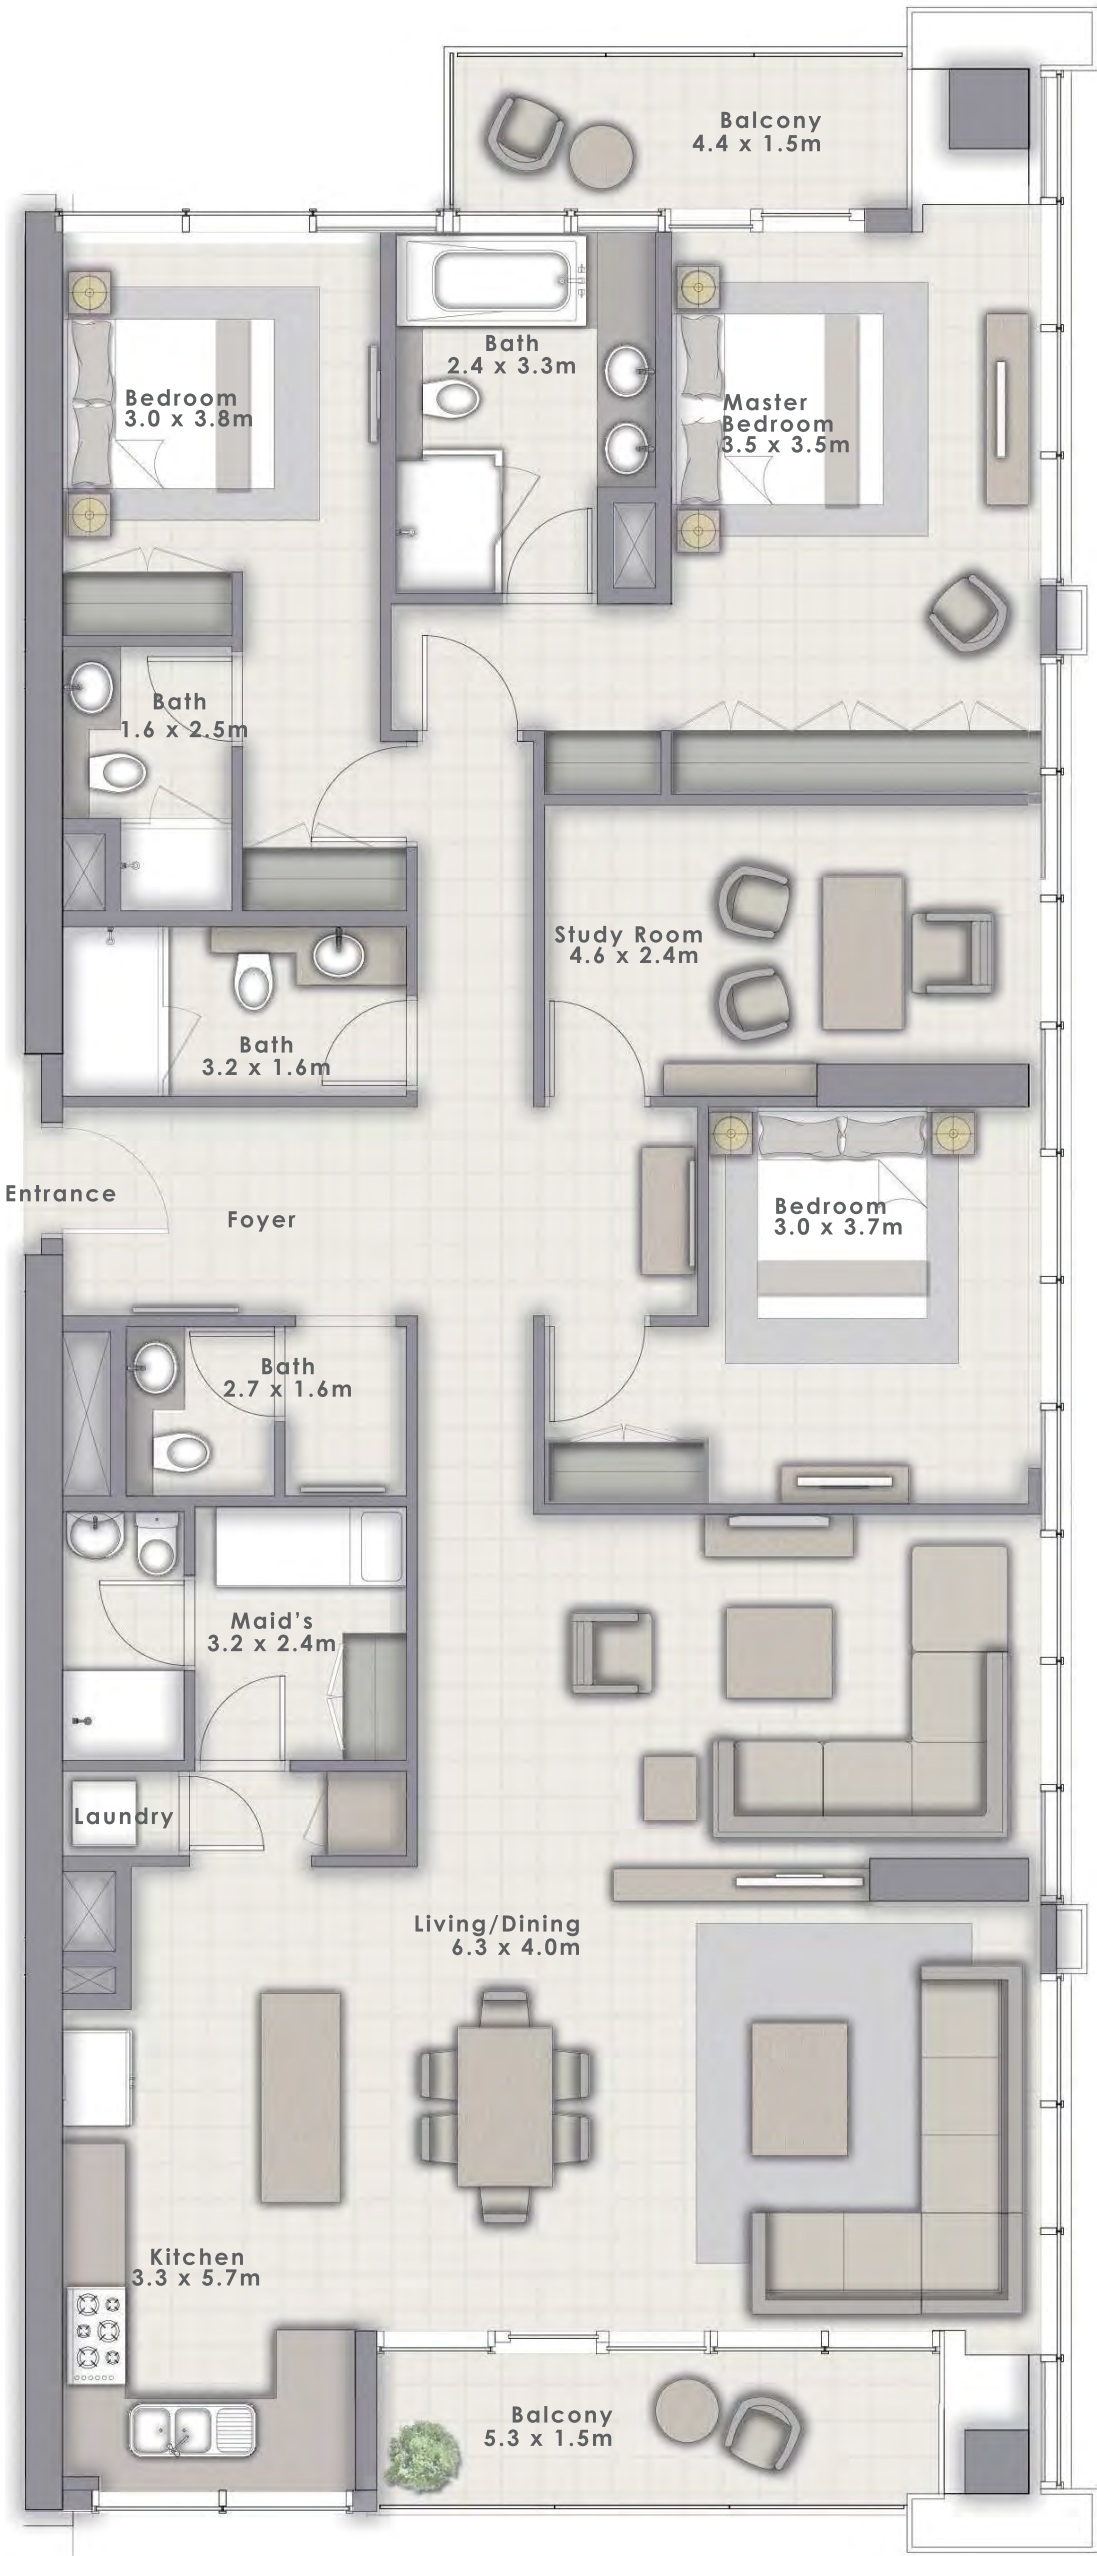 Balcony
4.4 x 1.5m
Bath
2.4 x 3.3m
Bedroom
3.0 x 3.8m
Master
Bedroom
3.5 x 3.5m
Bath
1.6 x 2.5m
Study Room
4.6 x 2.4m
Bath
3.2 x 1.6m
Entrance
Foyer
Bedroom
3.0 x 3.7m
Bath
2.7 x 1.6m
Maid's
3.2 x 2.4m
Laundry
Living/Dining
6.3 x 4.0m
Kitchen
3.3 x 5.7m
Balcony
5.3 x 1.5m